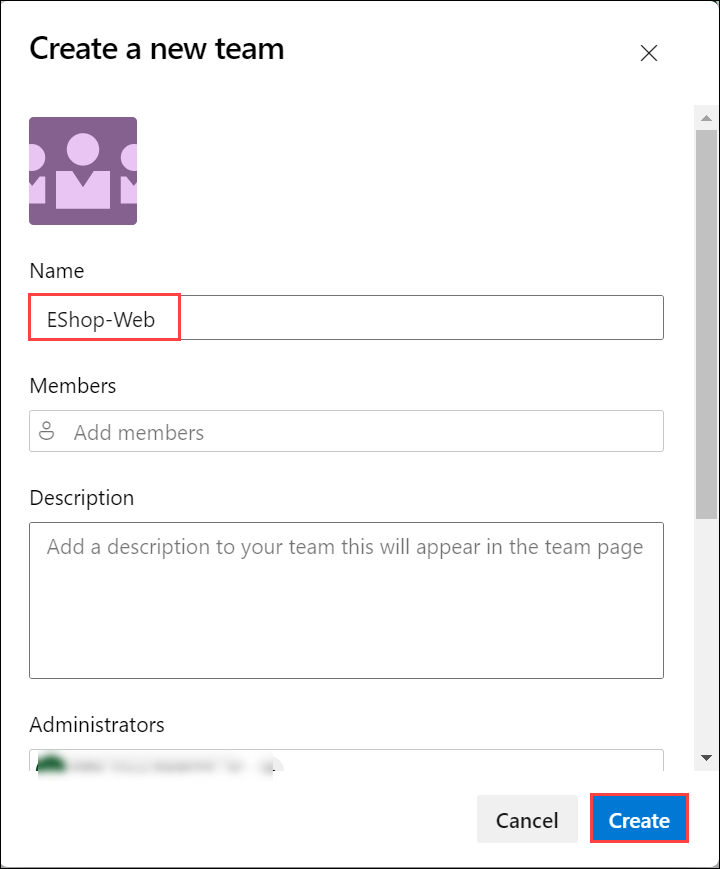 Create a new team
Name
EShop-Web
Members
Add members
Description
Add a description to your team this will appear in the team page
Administrators
Cancel
Create